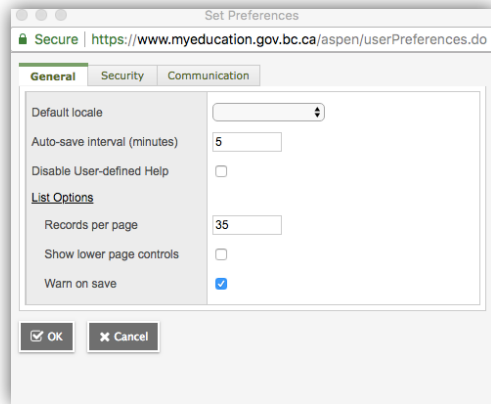 Set Preferences
Secure | https://www.myeducation.gov.bc.ca/aspen/userPreferences.do
General Security Communication
Default locale
Auto-save interval (minutes) 5
Disable User-defined Help
List Options
Records per page 35
Show lower page controls
Warn on save
OK Cancel